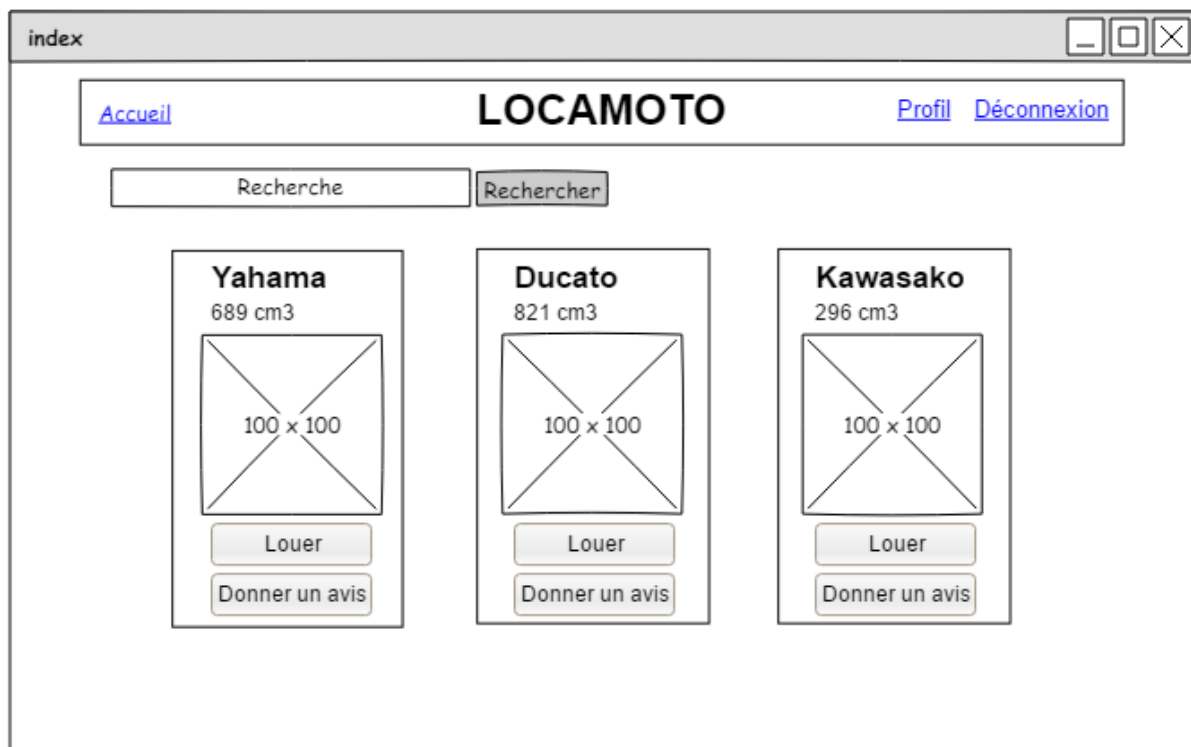 index
Accueil LOCAMOTO Profil Déconnexion
Recherche Rechercher
Yahama
689 cm3
100 x 100
Louer
Donner un avis
Ducato
821 cm3
100 x 100
Louer
Donner un avis
Kawasako
296 cm3
100 x 100
Louer
Donner un avis